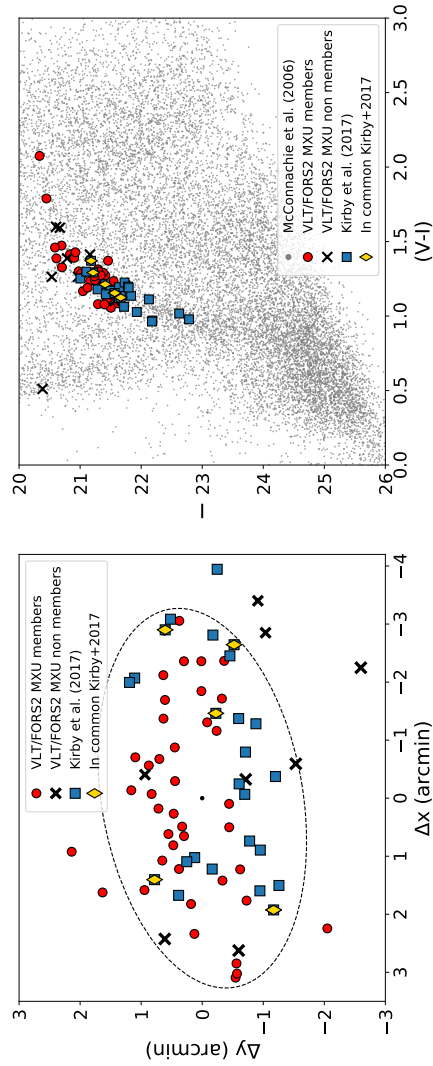 Δy (arcmin)
3
2
1
0
−1
−2
−3
VLT/FORS2 MXU members
VLT/FORS2 MXU non members
Kirby et al. (2017)
In common Kirby+2017
3
2
1
0
−1
−2
−3
−4
Δx (arcmin)
I
20
21
22
23
24
25
26
McConnachie et al. (2006)
VLT/FORS2 MXU members
VLT/FORS2 MXU non members
Kirby et al. (2017)
In common Kirby+2017
0.0
0.5
1.0
1.5
2.0
2.5
3.0
(V-I)